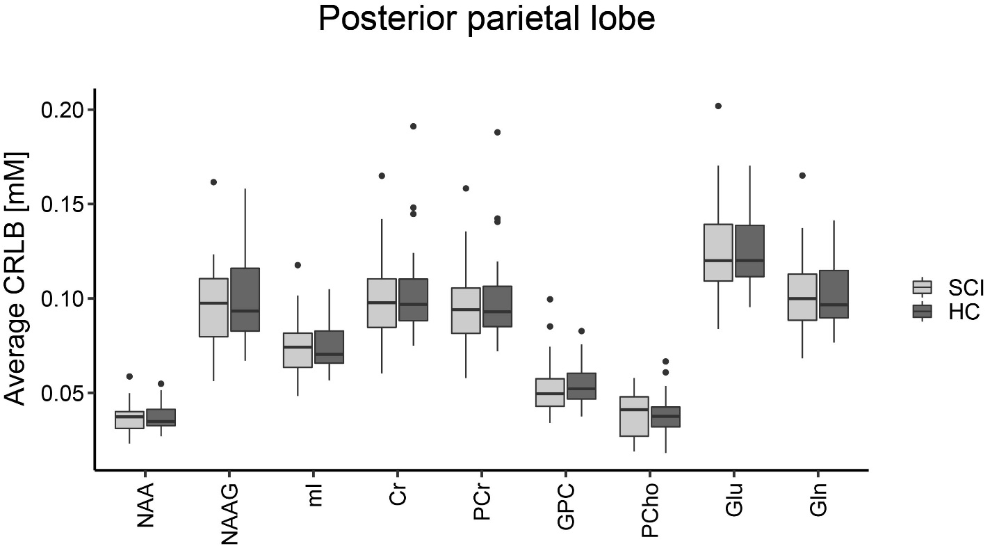 Posterior parietal lobe
Average CRLB [mM]
0.20
0.15
0.10
0.05
NAA
NAAG
mI
Cr
PCr
GPC
PCho
Glu
Gln
SCI
HC